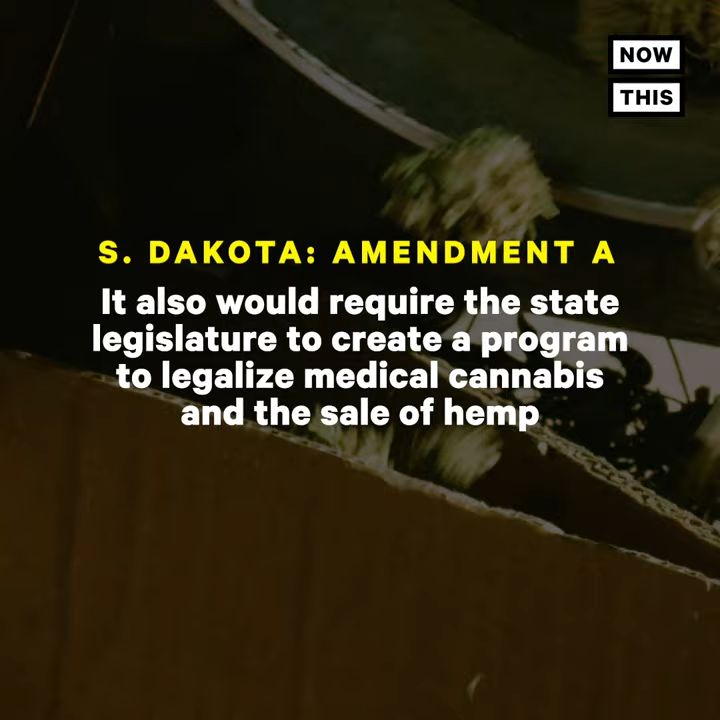 NOW
THIS
S. DAKOTA: AMENDMENT A
It also would require the state
legislature to create a program
to legalize medical cannabis
and the sale of hemp